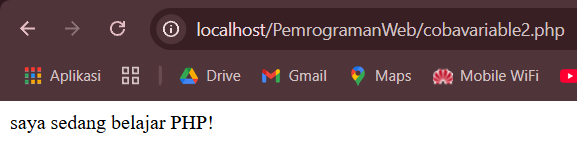 localhost/PemrogramanWeb/cobavariable2.php
Aplikasi Drive Gmail Maps Mobile WiFi
saya sedang belajar PHP!